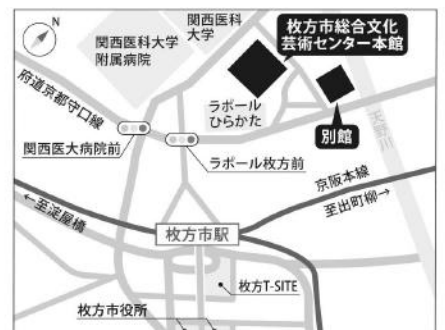 N
関西医科
大学
関西医科大学
附属病院
枚方市総合文化
芸術センター本館
府道京都守口線
ラポール
ひらかた
別館
天野川
関西医大病院前
ラポール枚方前
京阪本線
至出町柳→
←至淀屋橋
枚方市駅
枚方T-SITE
枚方市役所